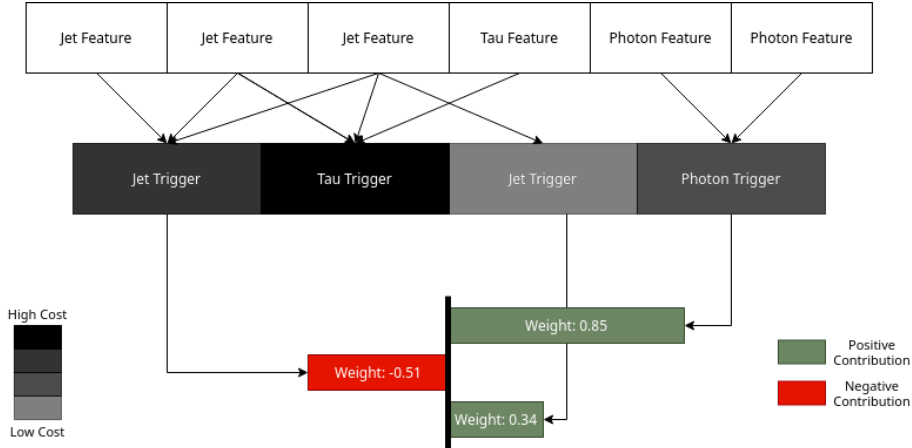 Jet Feature
Jet Feature
Jet Feature
Tau Feature
Photon Feature
Photon Feature
Jet Trigger
Tau Trigger
Jet Trigger
Photon Trigger
High Cost
Low Cost
Weight: 0.85
Weight: -0.51
Weight: 0.34
Positive
Contribution
Negative
Contribution